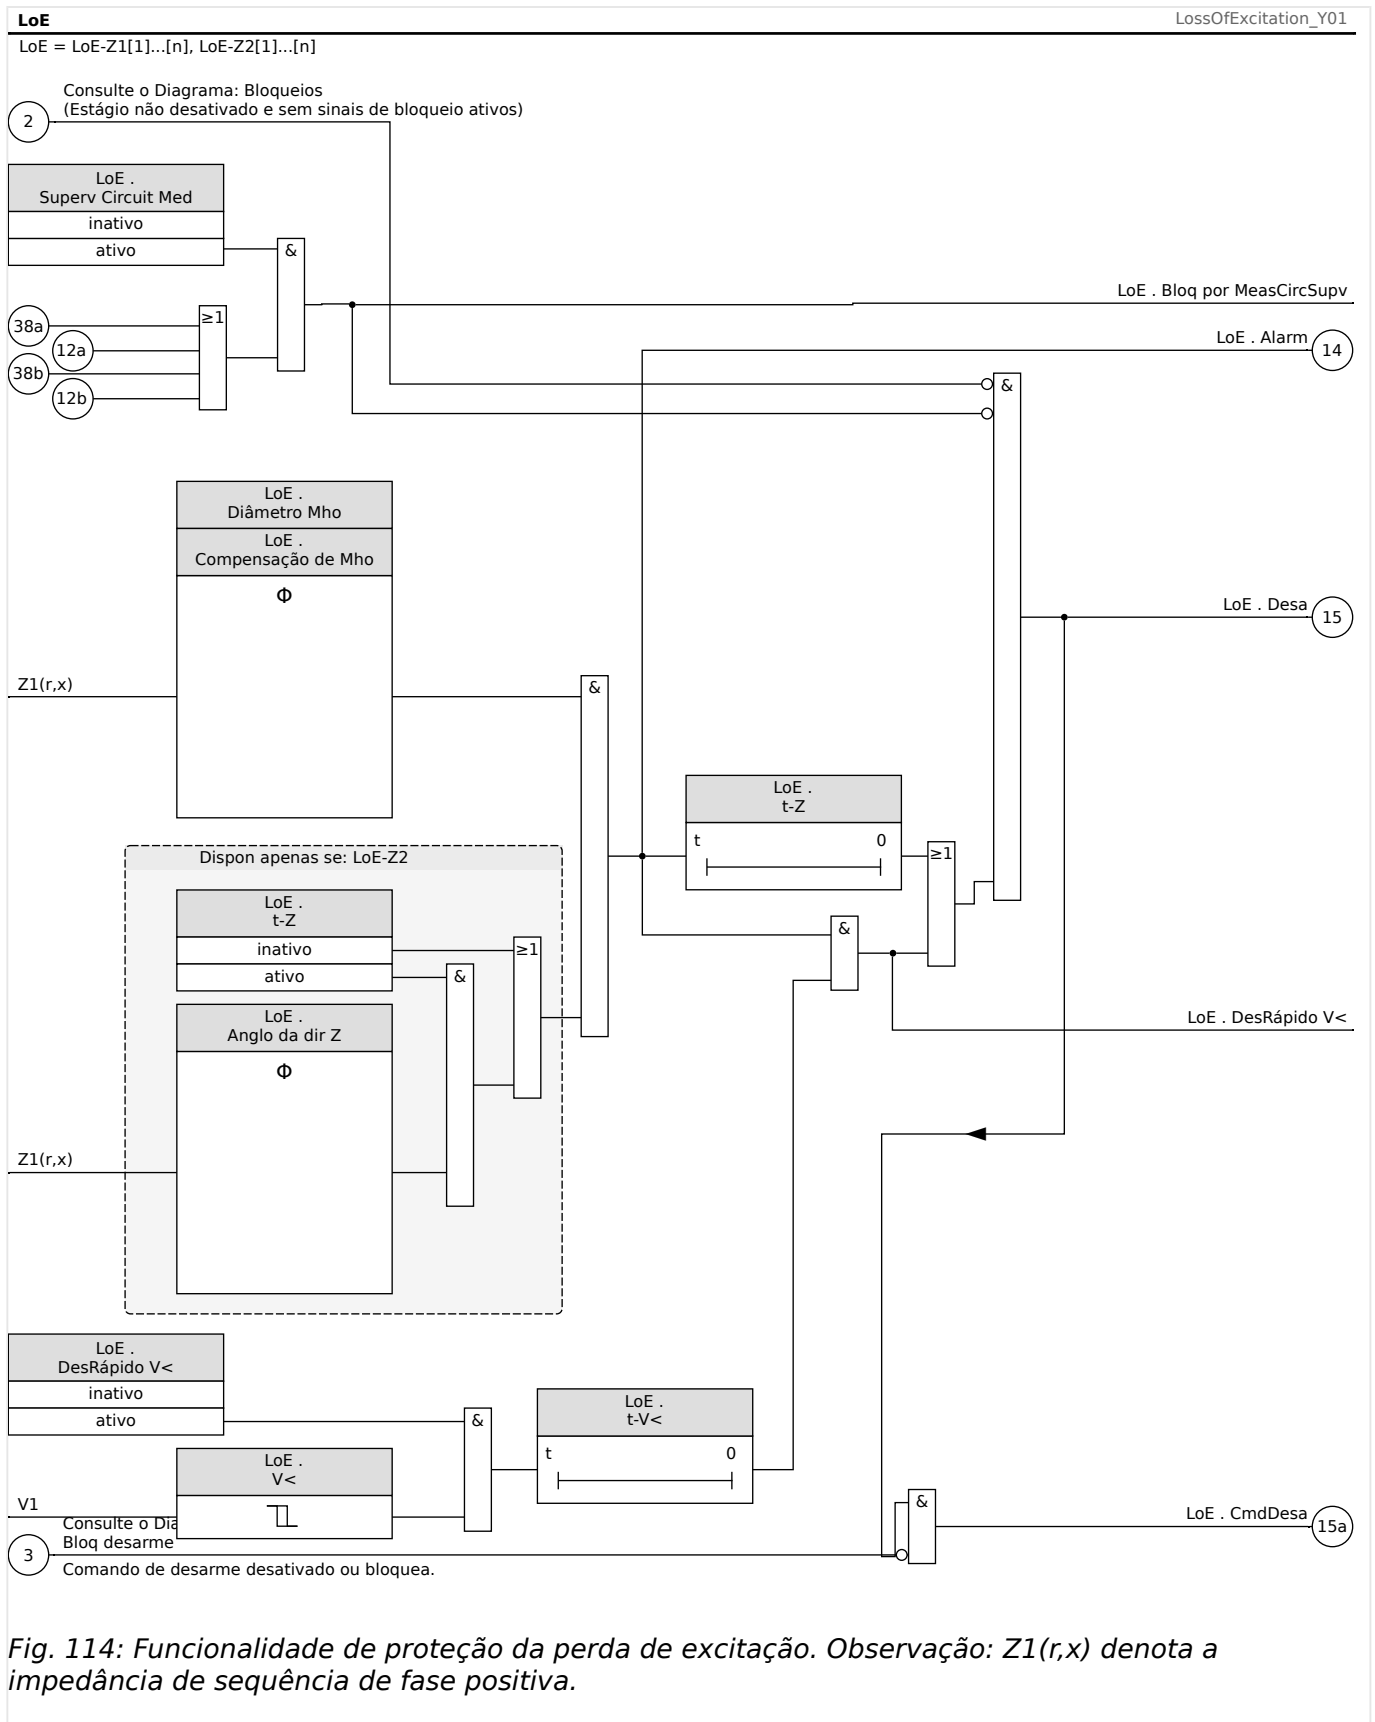 LoE
LossOfExcitation_Y01
LoE = LoE-Z1[1]...[n], LoE-Z2[1]...[n]
Consulte o Diagrama: Bloqueios
(Estágio não desativado e sem sinais de bloqueio ativos)
2
LoE .
Superv Circuit Med
inativo
ativo
&
LoE . Bloq por MeasCircSupv
38a
≥1
12a
38b
12b
LoE . Alarm
14
&
LoE .
Diâmetro Mho
LoE .
Compensação de Mho
Φ
Z1(r,x)
&
LoE . Desa
15
LoE .
t-Z
t 0
≥1
Dispon apenas se: LoE-Z2
LoE .
t-Z
inativo
ativo
&
≥1
&
LoE .
Anglo da dir Z
Φ
Z1(r,x)
LoE . DesRápido V<
LoE .
DesRápido V<
inativo
ativo
&
LoE .
t-V<
t 0
LoE .
V<
V1
Consulte o Dia
Bloq desarme
3
Comando de desarme desativado ou bloquea.
&
LoE . CmdDesa
15a
Fig. 114: Funcionalidade de proteção da perda de excitação. Observação: Z1(r,x) denota a
impedância de sequência de fase positiva.